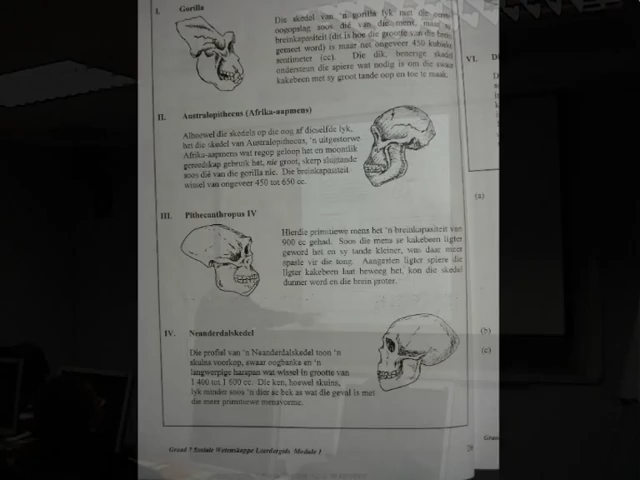 I. Gorilla
Die skedel van 'n gorilla lyk met die eerste
oogopslag soos dié van die mens, maar sy
breinkapasiteit (dit is hoe die grootte van die brein
gemeet word) is maar net ongeveer 450 kubieke
sentimeter (cc). Die dik, benerige skedel
ondersteun die spiere wat nodig is om die sware
kakebeen met sy groot tande oop en toe te maak.
II. Australopithecus (Afrika-aapmens)
Alhoewel die skedels op die oog af dieselfde lyk,
het die skedel van Australopithecus, 'n uitgestorwe
Afrika-aapmens wat regop geloop het en moontlik
gereedskap gebruik het, nie groot, skerp slagtande
soos dié van die gorilla nie. Die breinkapasiteit
wissel van ongeveer 450 tot 650 cc.
III. Pithecanthropus IV
Hierdie primitiewe mens het 'n breinkapasiteit van
900 cc gehad. Soos die mens se kakebeen ligter
geword het en sy tande kleiner, was daar meer
spasie vir die tong. Aangesien ligter spiere die
ligter kakebeen laat beweeg het, kon die skedel
dunner word en die brein groter.
IV. Neanderdalskedel
Die profiel van 'n Neanderdalskedel toon 'n
skuins voorkop, swaar oogbanke en 'n
langwerpige harspan wat wissel in grootte van
1 400 tot 1 600 cc. Die ken, hoewel skuins,
lyk minder soos 'n dier se bek as wat die geval is met
die meer primitiewe mensvorme.
Graad 7 Sosiale Wetenskappe Leerdergids Module 1
VI.
(a)
(b)
(c)